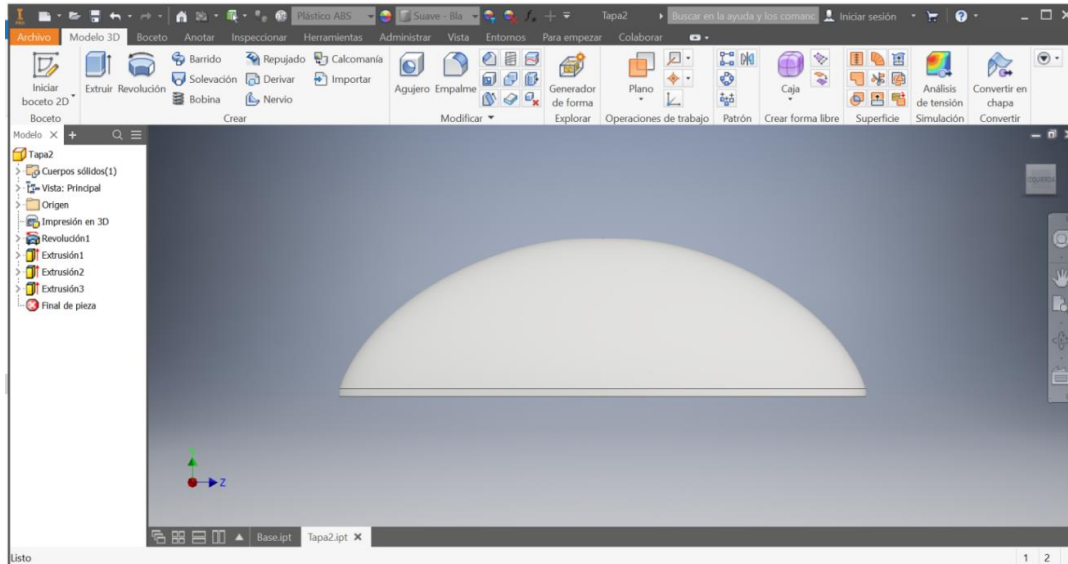 I
PRO
Plástico ABS
Suave - Bla
fx
Tapa2
Buscar en la ayuda y los comanc
Iniciar sesión
Archivo Modelo 3D Boceto Anotar Inspeccionar Herramientas Administrar Vista Entornos Para empezar Colaborar
Iniciar
boceto 2D
Extruir
Revolución
Barrido
Solevación
Bobina
Repujado
Derivar
Nervio
Calcomanía
Importar
Agujero
Empalme
Generador
de forma
Plano
Caja
Análisis
de tensión
Convertir en
chapa
Boceto Crear Modificar Explorar Operaciones de trabajo Patrón Crear forma libre Superficie Simulación Convertir
Modelo
Tapa2
Cuerpos sólidos(1)
Vista: Principal
Origen
Impresión en 3D
Revolución1
Extrusión1
Extrusión2
Extrusión3
Final de pieza
Z
Base.ipt
Tapa2.ipt
Listo
1 2